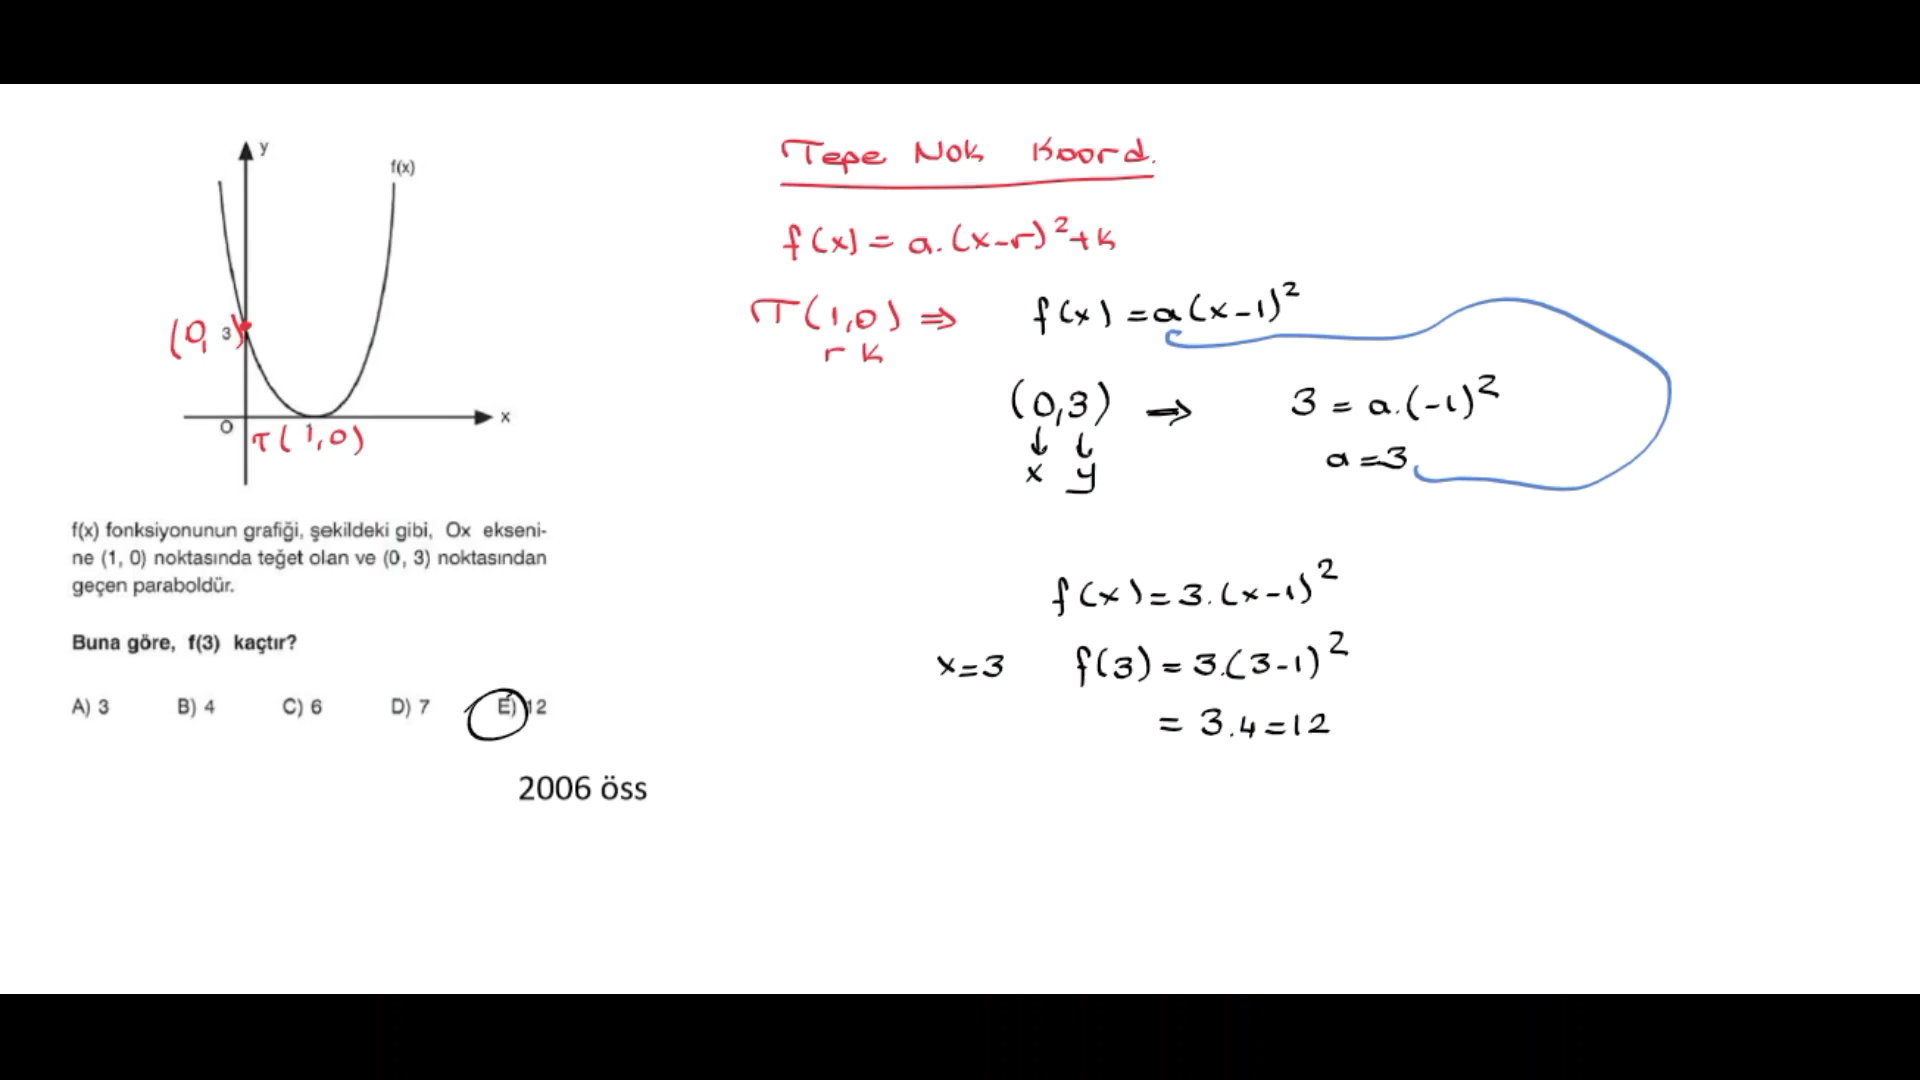 y
f(x)
(0, 3)
O
T(1,0)
x
f(x) fonksiyonunun grafiği, şekildeki gibi, Ox ekseni-
ne (1, 0) noktasında teğet olan ve (0, 3) noktasından
geçen paraboldür.
Buna göre, f(3) kaçtır?
A) 3 B) 4 C) 6 D) 7 E) 12
2006 öss
Tepe Nok Koord.
f(x) = a.(x-r)²+k
T(1,0) ⇒ f(x) = a(x-1)²
r k
(0,3) ⇒ 3 = a.(-1)²
↓ ↓
x y
a=3
f(x)=3.(x-1)²
x=3 f(3)=3.(3-1)²
= 3.4=12